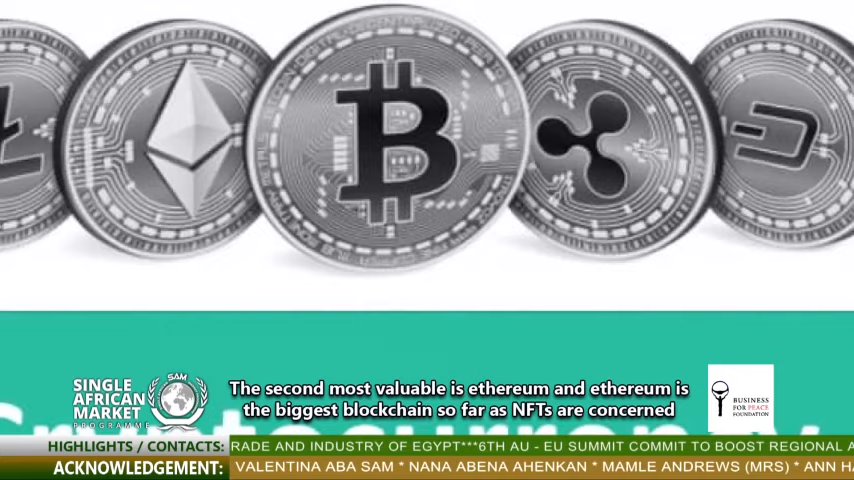 SINGLE
AFRICAN
MARKET
PROGRAMME
SAM
The second most valuable is ethereum and ethereum is
the biggest blockchain so far as NFTs are concerned
BUSINESS
FOR PEACE
FOUNDATION
HIGHLIGHTS / CONTACTS: RADE AND INDUSTRY OF EGYPT***6TH AU - EU SUMMIT COMMIT TO BOOST REGIONAL A
ACKNOWLEDGEMENT: VALENTINA ABA SAM * NANA ABENA AHENKAN * MAMLE ANDREWS (MRS) * ANN HA